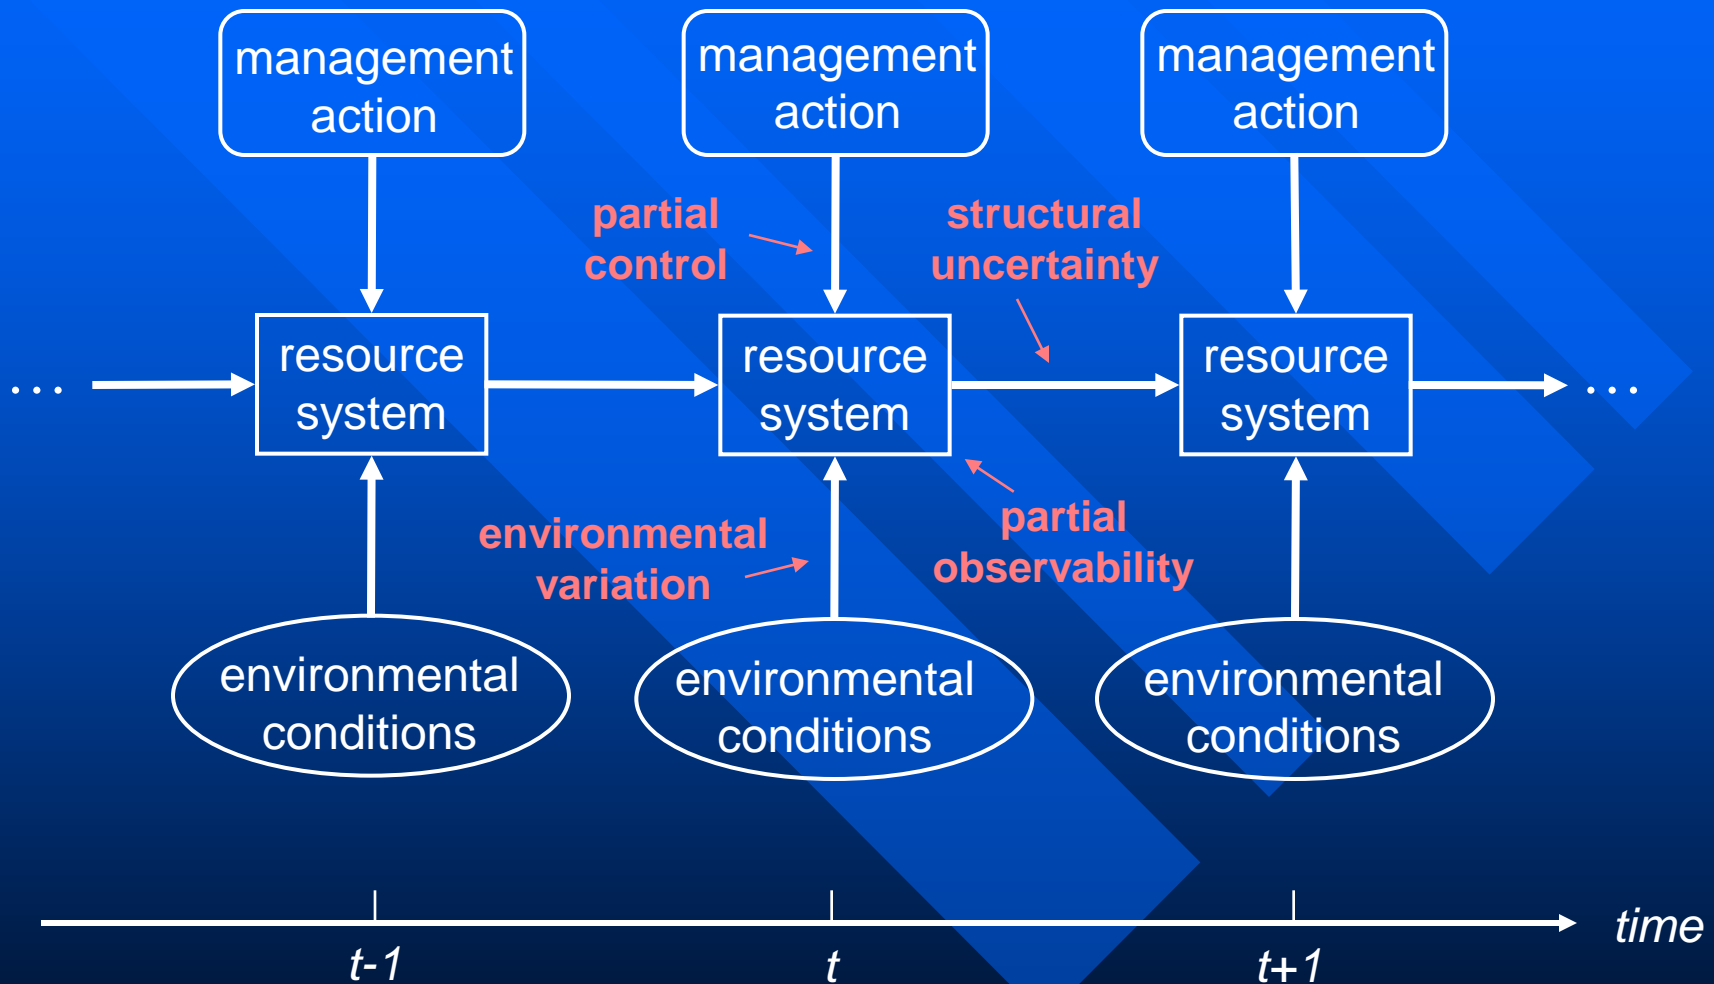 management
action
management
action
management
action
partial
control
structural
uncertainty
...
resource
system
resource
system
resource
system
...
environmental
variation
partial
observability
environmental
conditions
environmental
conditions
environmental
conditions
time
t-1
t
t+1